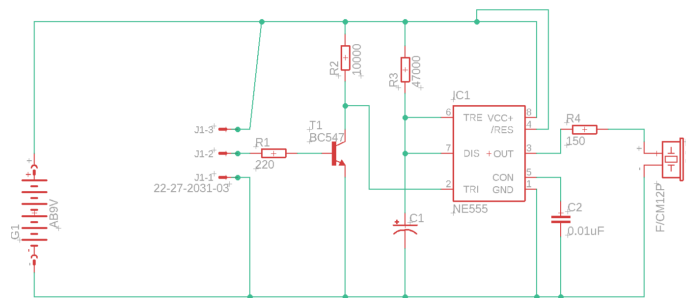 R2
10000
R3
47000
IC1
6
TRE
VCC+
8
/RES
4
T1
BC547
R4
150
J1-3
J1-2
R1
220
7
DIS
+OUT
3
CON
5
J1-1
22-27-2031-03
2
TRI
GND
1
NE555
+
-
F/CM12P
G1
AB9V
+
-
C1
+
C2
0.01uF